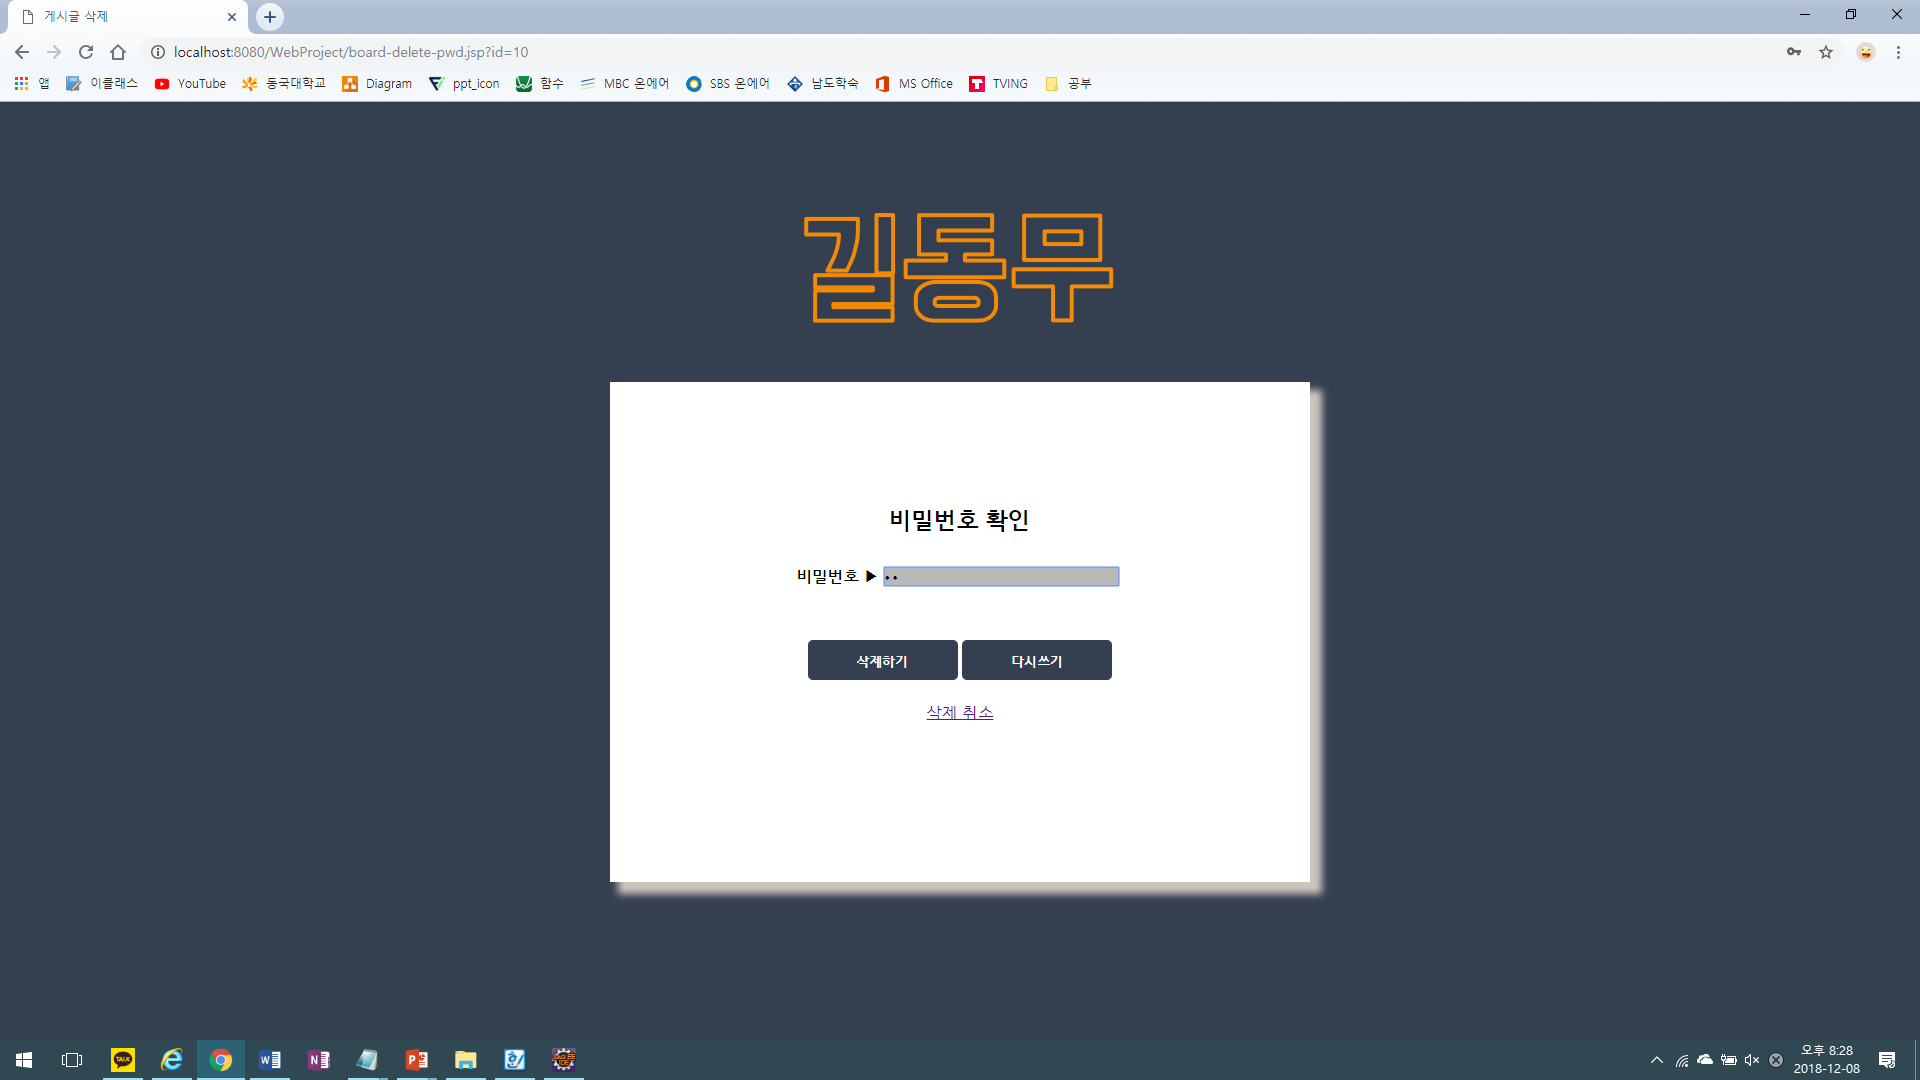 게시글 삭제
localhost:8080/WebProject/board-delete-pwd.jsp?id=10
앱 이클래스 YouTube 동국대학교 Diagram ppt_icon 함수 MBC 온에어 SBS 온에어 남도학숙 MS Office TVING 공부
길동무
비밀번호 확인
비밀번호 ▶ ••
삭제하기 다시쓰기
삭제 취소
TALK
오후 8:28
2018-12-08